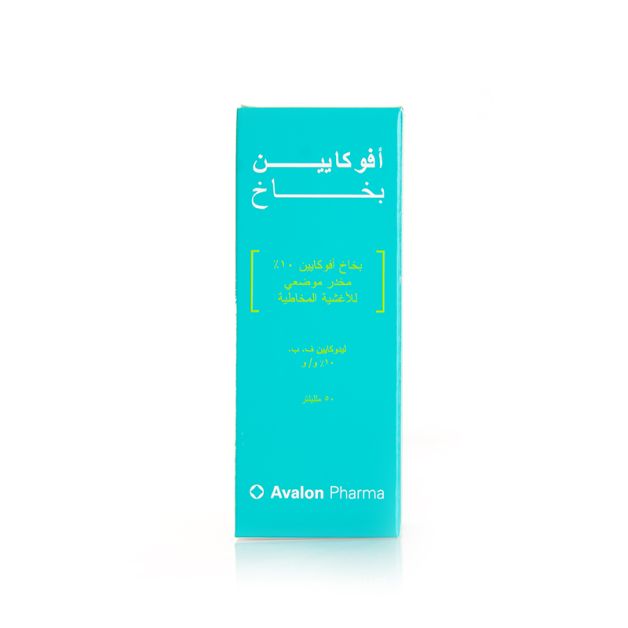 أفوكايين
بخاخ
بخاخ أفوكايين ١٠٪
مخدر موضعي
للأغشية المخاطية
ليدوكايين ف. ب.
١٠٪ و/ و
٥٠ ملليلتر
Avalon Pharma